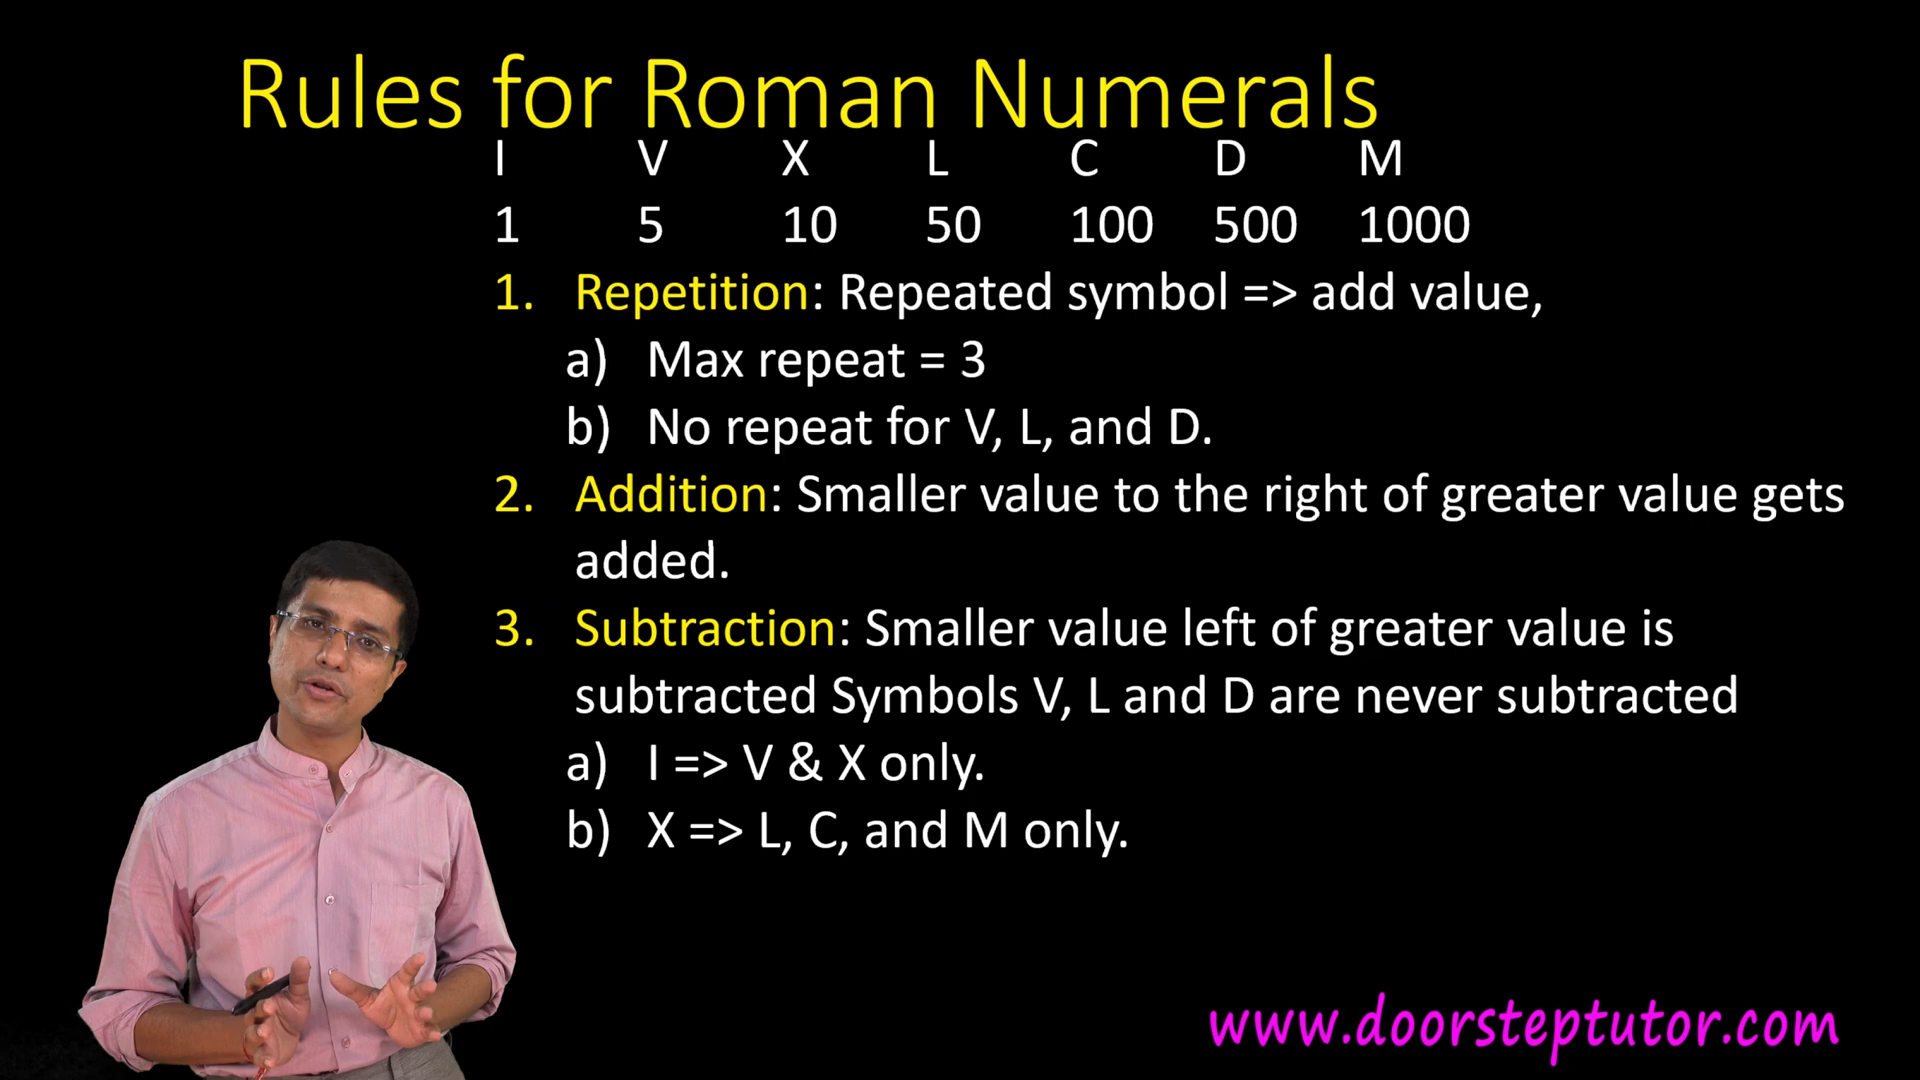 Rules for Roman Numerals
I V X L C D M
1 5 10 50 100 500 1000
1. Repetition: Repeated symbol => add value,
a) Max repeat = 3
b) No repeat for V, L, and D.
2. Addition: Smaller value to the right of greater value gets
added.
3. Subtraction: Smaller value left of greater value is
subtracted Symbols V, L and D are never subtracted
a) I => V & X only.
b) X => L, C, and M only.
www.doorsteptutor.com